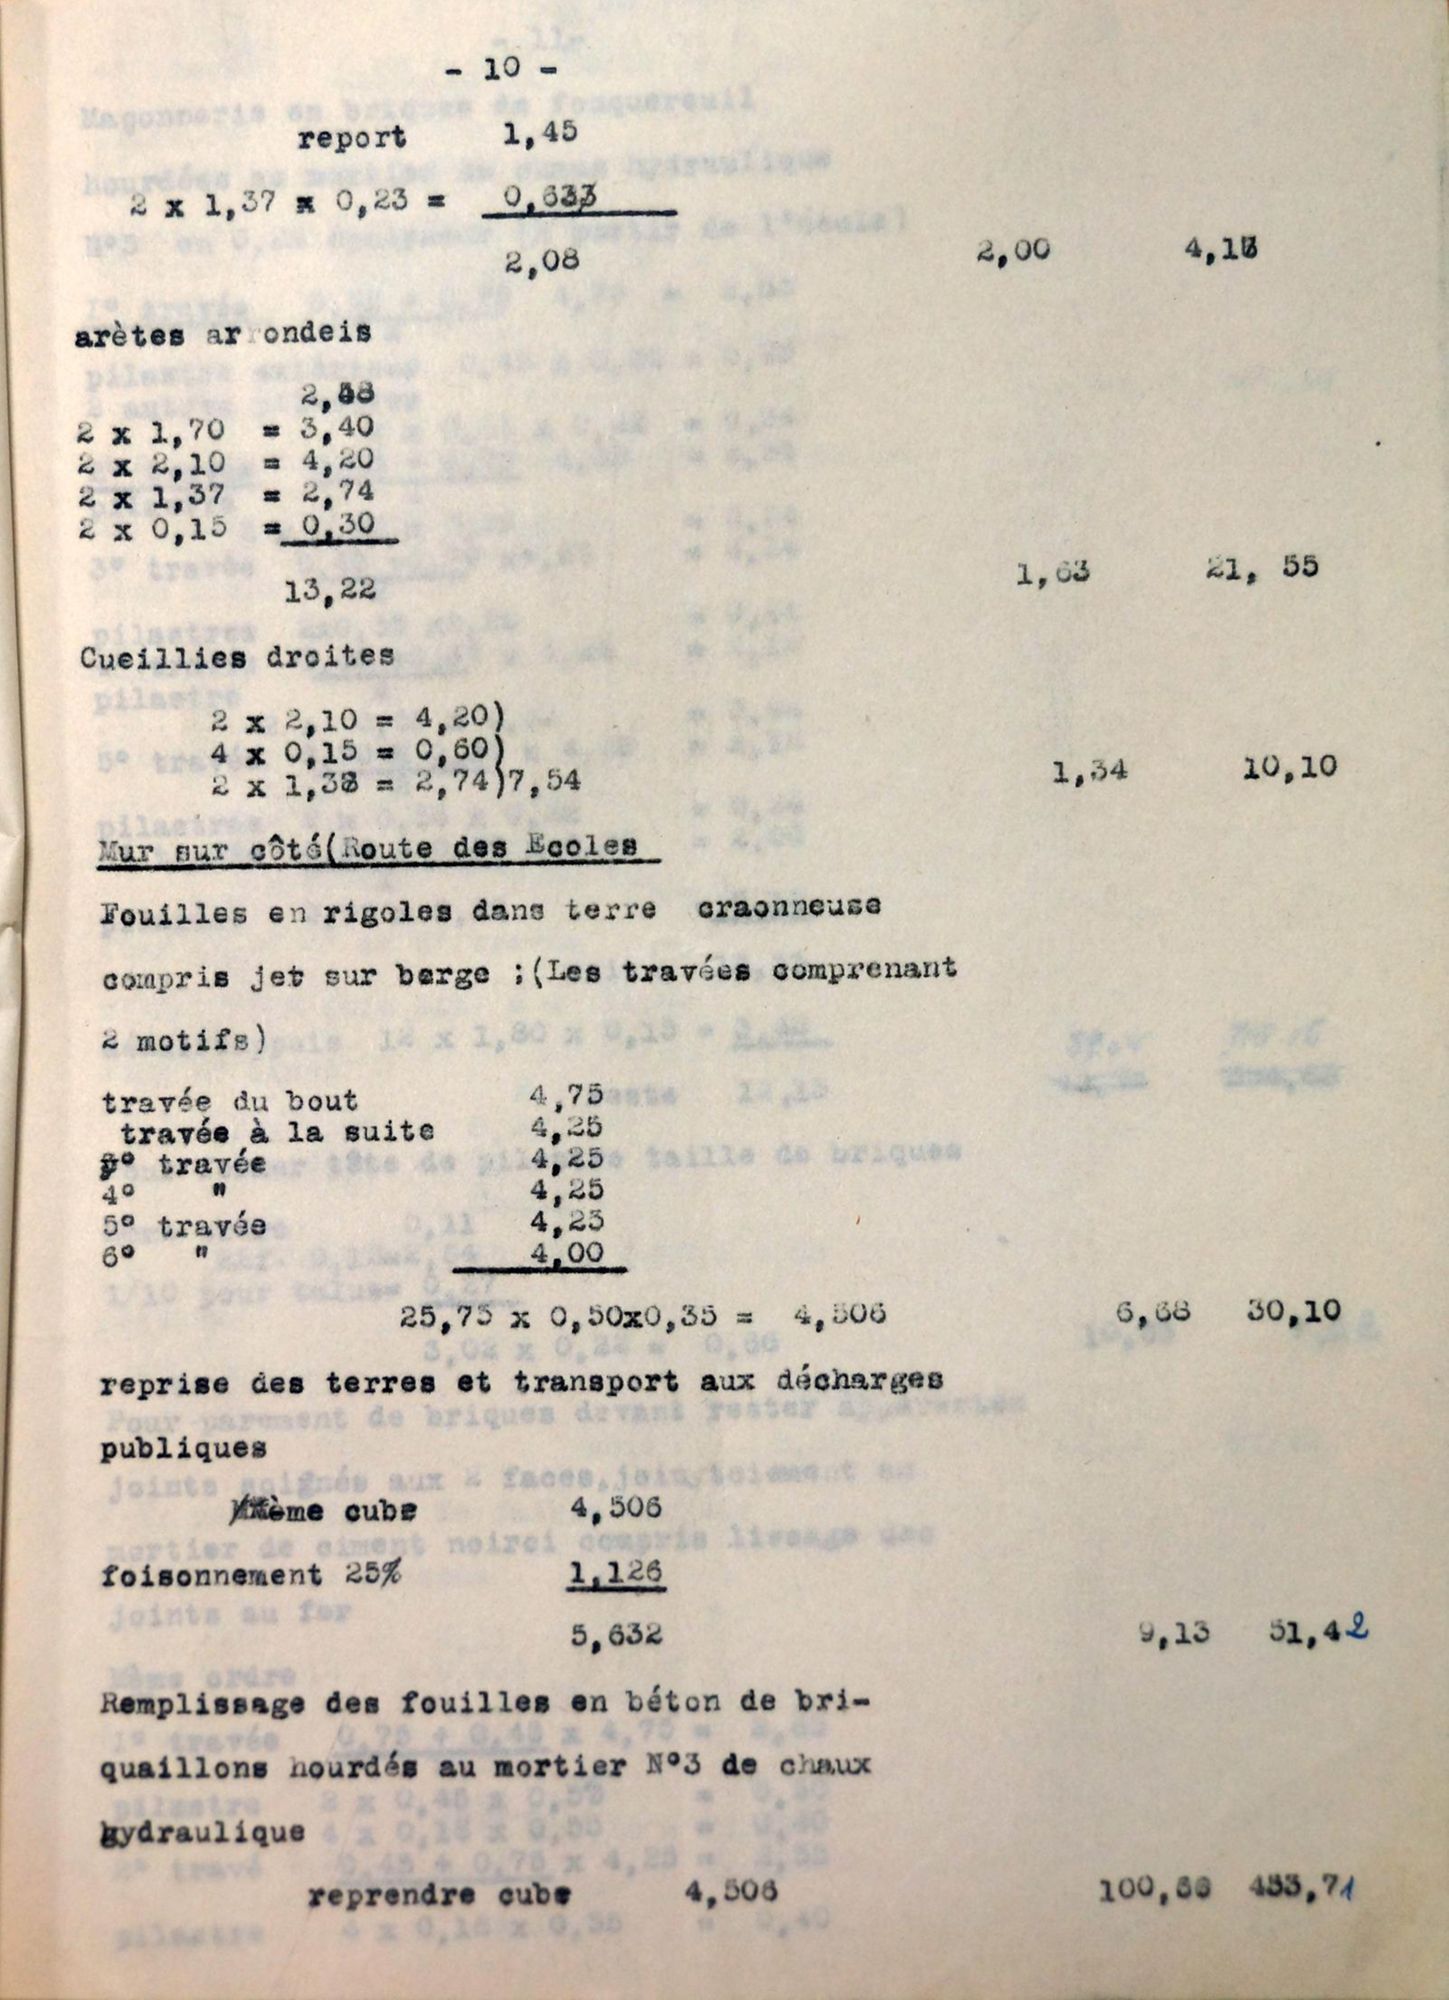 - 10 -
report 1,45
2 x 1,37 x 0,23 = 0,633
2,08 2,00 4,16
arètes arrondeis
2,58
2 x 1,70 = 3,40
2 x 2,10 = 4,20
2 x 1,37 = 2,74
2 x 0,15 = 0,30
13,22 1,63 21, 55
Cueillies droites
2 x 2,10 = 4,20)
4 x 0,15 = 0,60)
2 x 1,38 = 2,74)7,54 1,34 10,10
Mur sur côté(Route des Ecoles
Fouilles en rigoles dans terre craonneuse
compris jet sur berge ;(Les travées comprenant
2 motifs)
travée du bout 4,75
travée à la suite 4,25
3° travée 4,25
4° " 4,25
5° travée 4,25
6° " 4,00
25,75 x 0,50x0,35 = 4,506 6,68 30,10
reprise des terres et transport aux décharges
publiques
même cube 4,506
foisonnement 25% 1,126
5,632 9,13 51,42
Remplissage des fouilles en béton de bri-
quaillons hourdés au mortier N°3 de chaux
hydraulique
reprendre cube 4,506 453,71